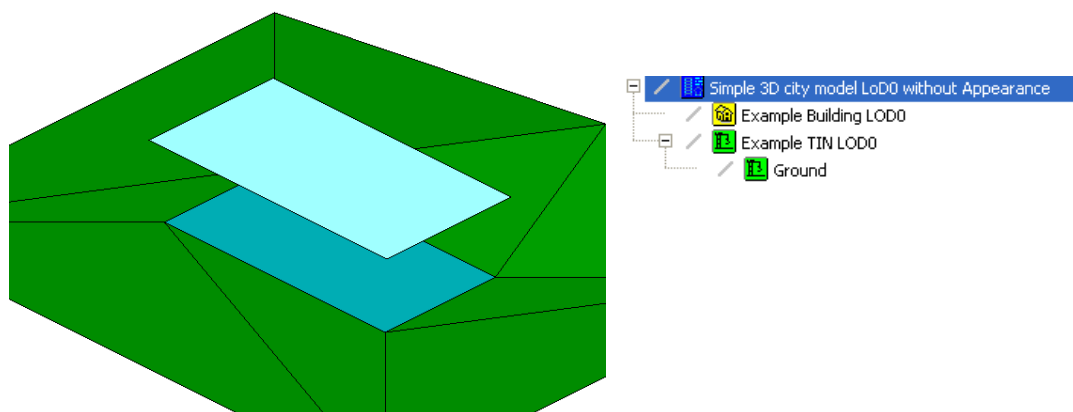 Simple 3D city model LoD0 without Appearance
Example Building LOD0
Example TIN LOD0
Ground